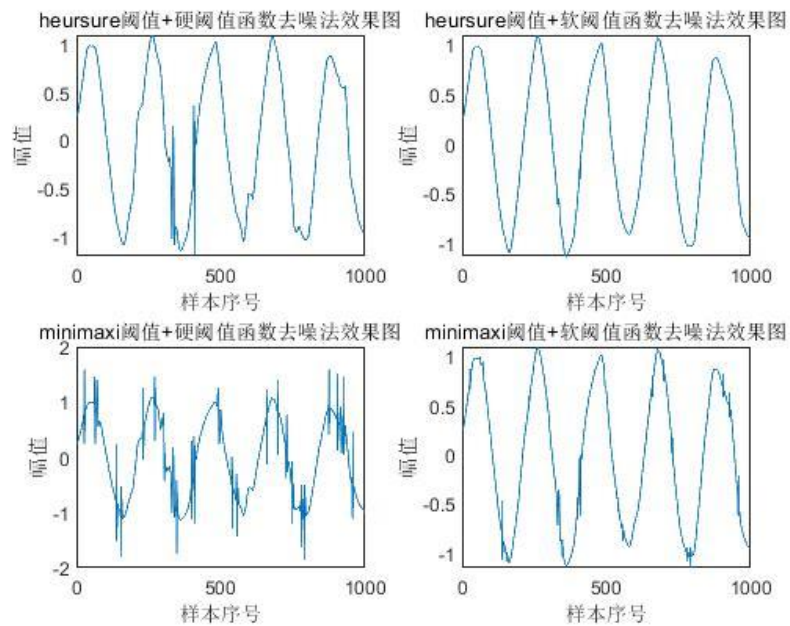 heursure阈值+硬阈值函数去噪法效果图
1
0.5
0
-0.5
-1
幅值
0
500
1000
样本序号
heursure阈值+软阈值函数去噪法效果图
1
0.5
0
-0.5
-1
幅值
0
500
1000
样本序号
minimaxi阈值+硬阈值函数去噪法效果图
2
1
0
-1
-2
幅值
0
500
1000
样本序号
minimaxi阈值+软阈值函数去噪法效果图
1
0.5
0
-0.5
-1
幅值
0
500
1000
样本序号